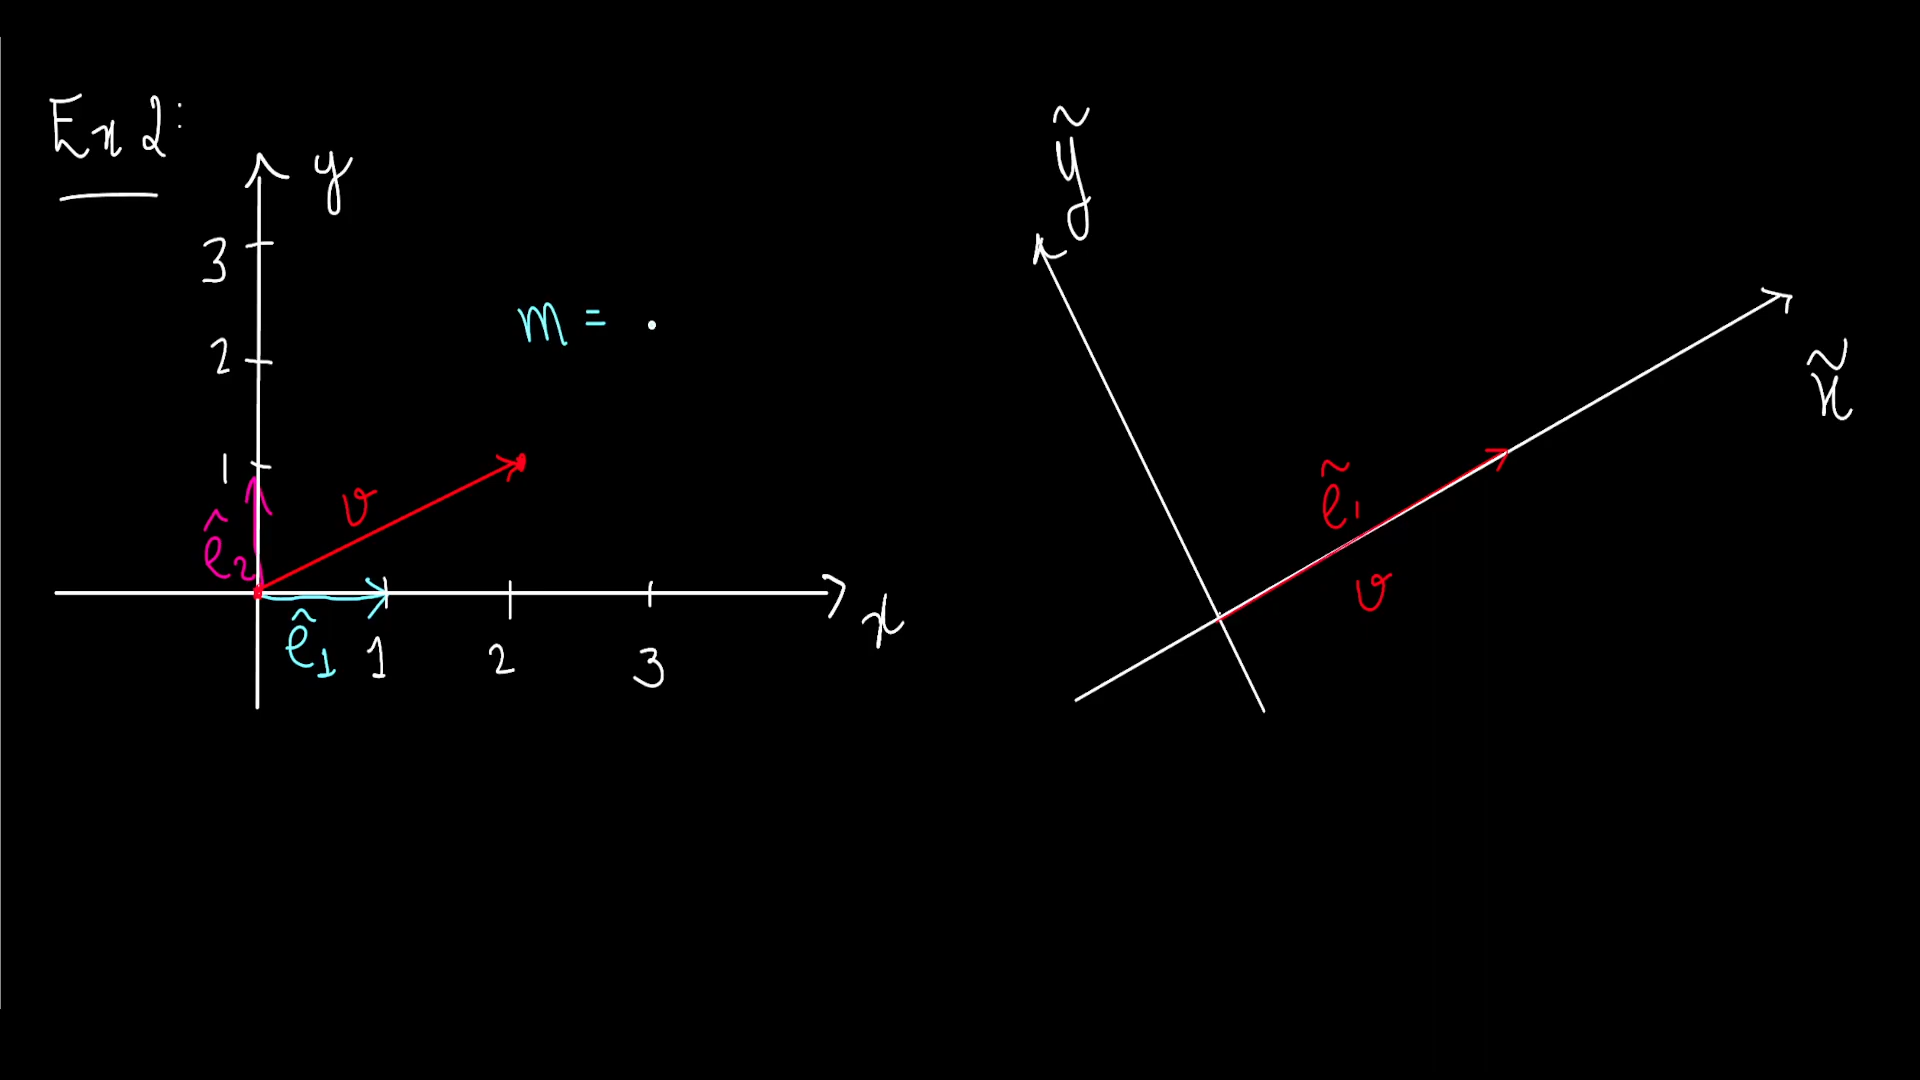 Ex 2:
y
3
2
1
m =
v
ê₂
ê₁
1 2 3
x
ỹ
x̃
ẽ₁
v